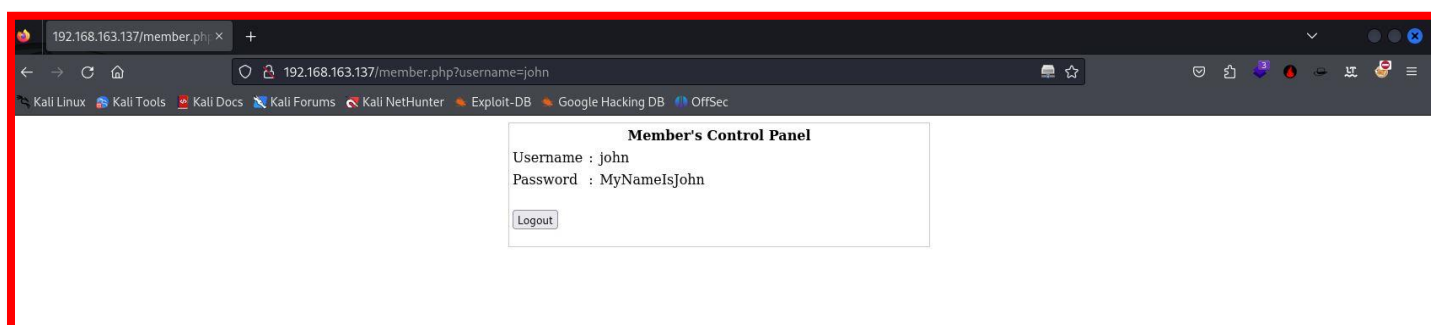 192.168.163.137/member.php
192.168.163.137/member.php?username=john
3
Kali Linux Kali Tools Kali Docs Kali Forums Kali NetHunter Exploit-DB Google Hacking DB OffSec
Member's Control Panel
Username : john
Password : MyNameIsJohn
Logout